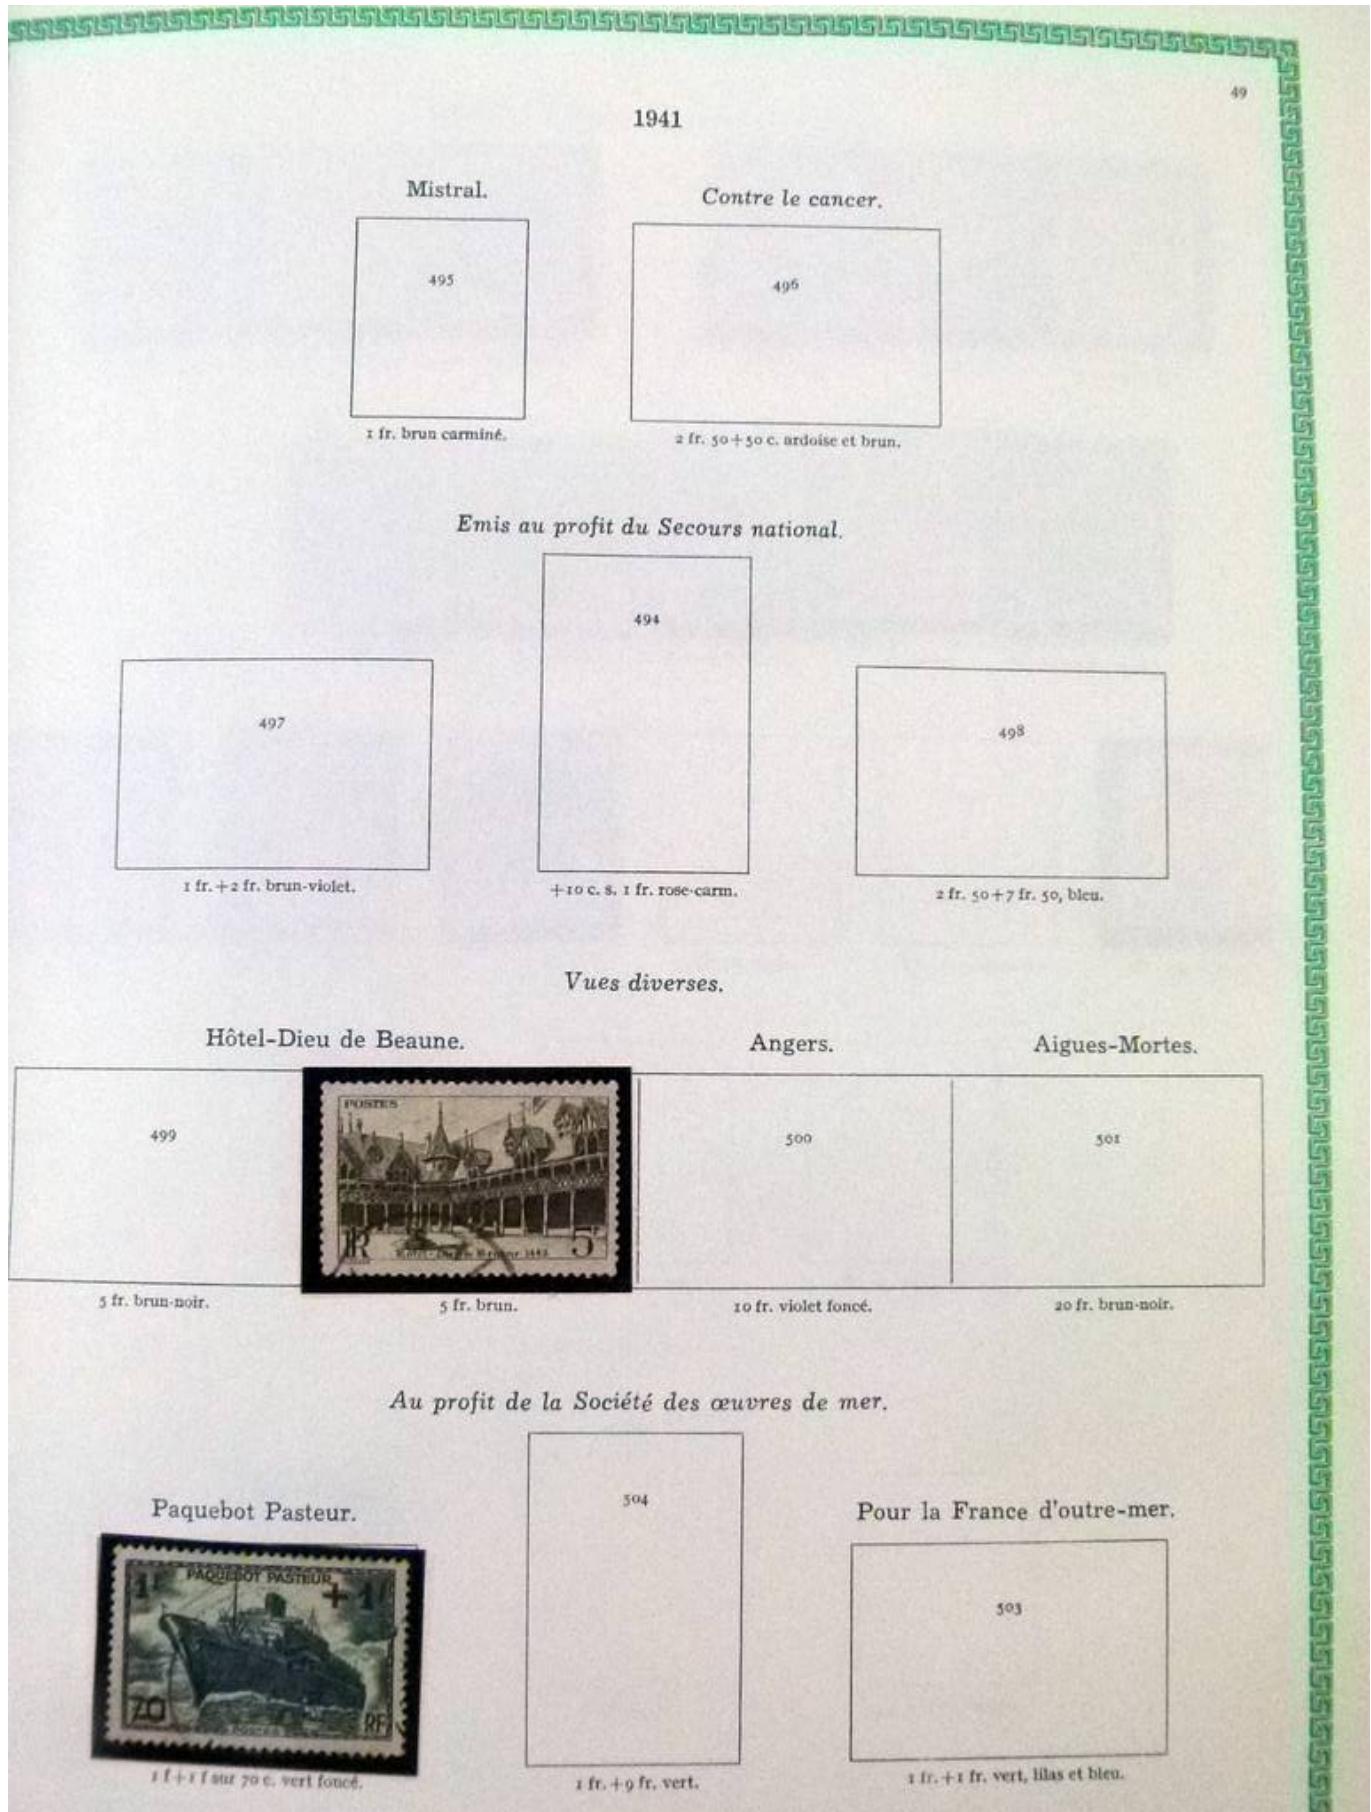 49
1941
Mistral.
Contre le cancer.
495
496
1 fr. brun carminé.
2 fr. 50+50 c. ardoise et brun.
Emis au profit du Secours national.
494
497
498
1 fr. +2 fr. brun-violet.
+10 c. s. 1 fr. rose-carm.
2 fr. 50+7 fr. 50, bleu.
Vues diverses.
Hôtel-Dieu de Beaune.
Angers.
Aigues-Mortes.
499
POSTES
5
500
501
5 fr. brun-noir.
5 fr. brun.
10 fr. violet foncé.
20 fr. brun-noir.
Au profit de la Société des œuvres de mer.
504
Paquebot Pasteur.
Pour la France d'outre-mer.
PAQUEBOT PASTEUR
1F +1F
70
RF
503
1 f+1 f sur 70 c. vert foncé.
1 fr. +9 fr. vert.
1 fr. +1 fr. vert, lilas et bleu.